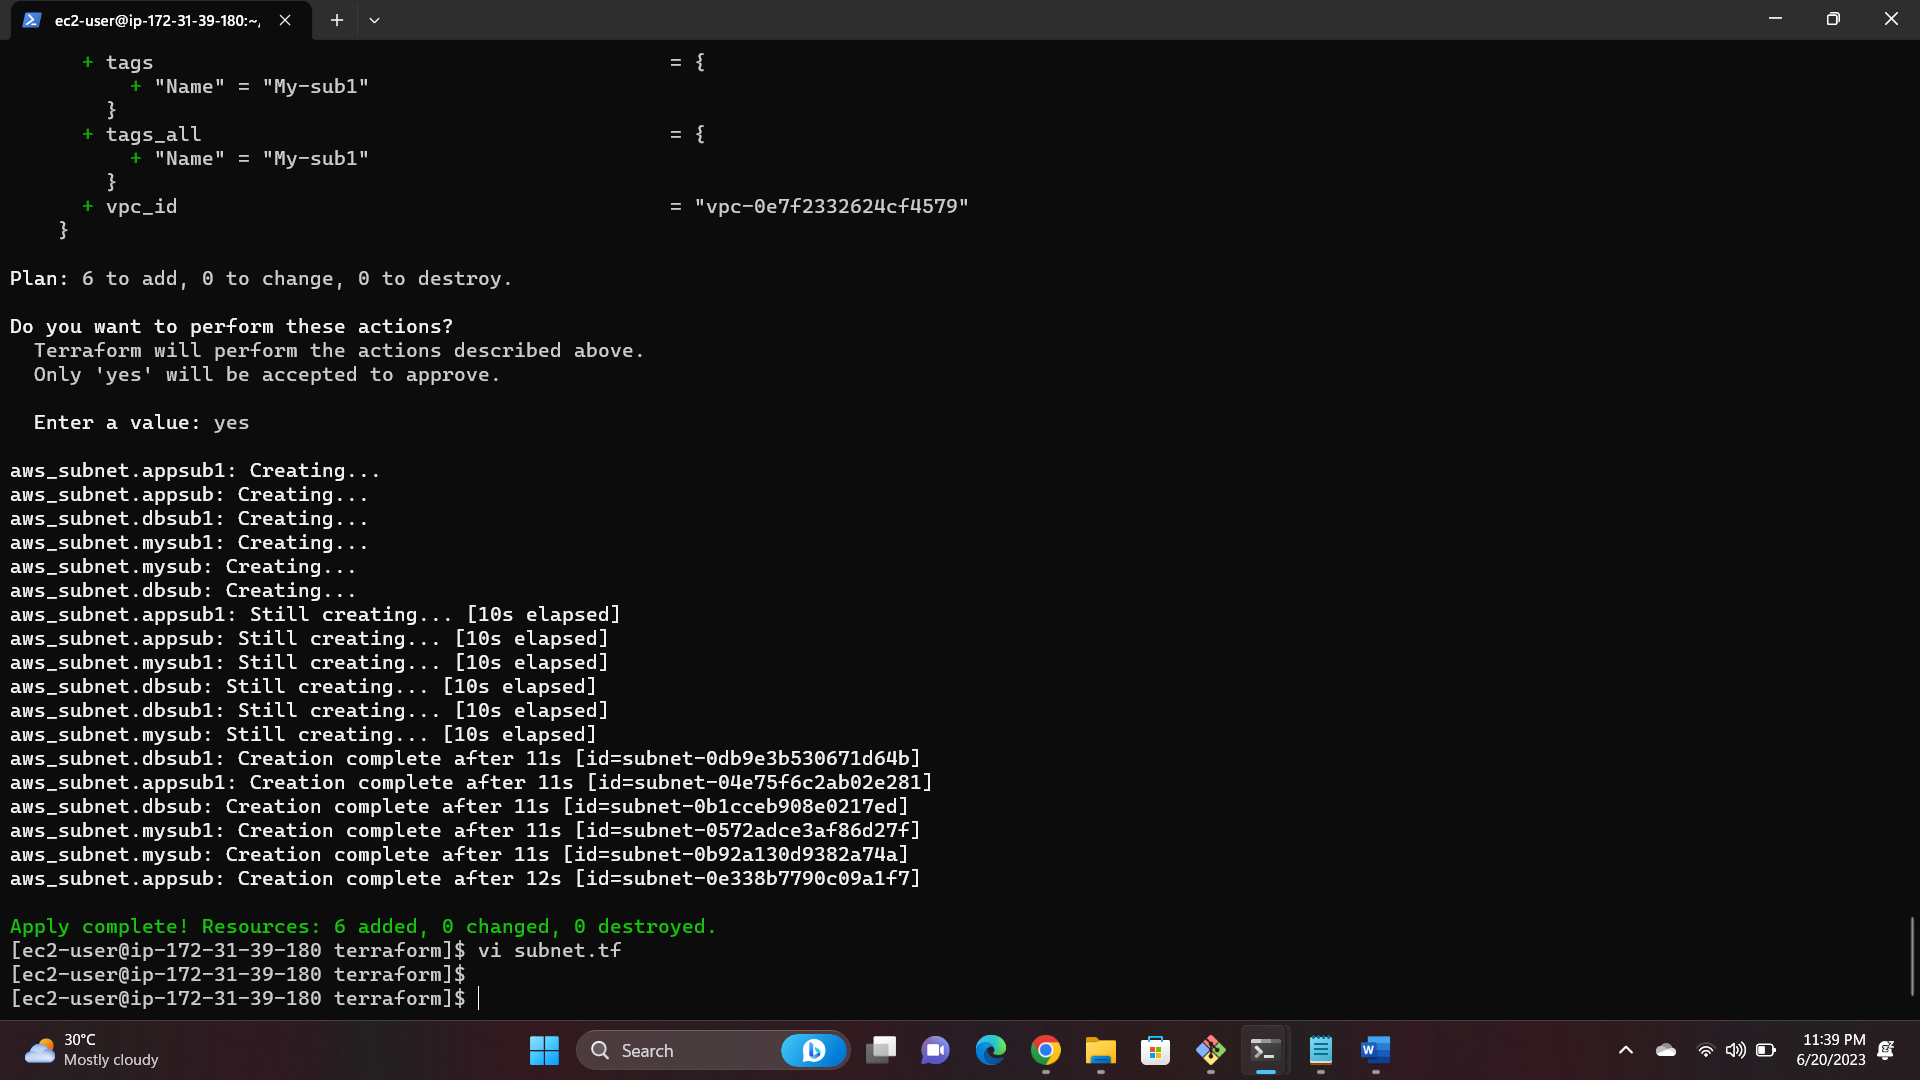 ec2-user@ip-172-31-39-180:~,
+ tags = {
+ "Name" = "My-sub1"
}
+ tags_all = {
+ "Name" = "My-sub1"
}
+ vpc_id = "vpc-0e7f2332624cf4579"
}
Plan: 6 to add, 0 to change, 0 to destroy.
Do you want to perform these actions?
Terraform will perform the actions described above.
Only 'yes' will be accepted to approve.
Enter a value: yes
aws_subnet.appsub1: Creating...
aws_subnet.appsub: Creating...
aws_subnet.dbsub1: Creating...
aws_subnet.mysub1: Creating...
aws_subnet.mysub: Creating...
aws_subnet.dbsub: Creating...
aws_subnet.appsub1: Still creating... [10s elapsed]
aws_subnet.appsub: Still creating... [10s elapsed]
aws_subnet.mysub1: Still creating... [10s elapsed]
aws_subnet.dbsub: Still creating... [10s elapsed]
aws_subnet.dbsub1: Still creating... [10s elapsed]
aws_subnet.mysub: Still creating... [10s elapsed]
aws_subnet.dbsub1: Creation complete after 11s [id=subnet-0db9e3b530671d64b]
aws_subnet.appsub1: Creation complete after 11s [id=subnet-04e75f6c2ab02e281]
aws_subnet.dbsub: Creation complete after 11s [id=subnet-0b1cceb908e0217ed]
aws_subnet.mysub1: Creation complete after 11s [id=subnet-0572adce3af86d27f]
aws_subnet.mysub: Creation complete after 11s [id=subnet-0b92a130d9382a74a]
aws_subnet.appsub: Creation complete after 12s [id=subnet-0e338b7790c09a1f7]
Apply complete! Resources: 6 added, 0 changed, 0 destroyed.
[ec2-user@ip-172-31-39-180 terraform]$ vi subnet.tf
[ec2-user@ip-172-31-39-180 terraform]$
[ec2-user@ip-172-31-39-180 terraform]$
30°C
Mostly cloudy
Search
11:39 PM
6/20/2023